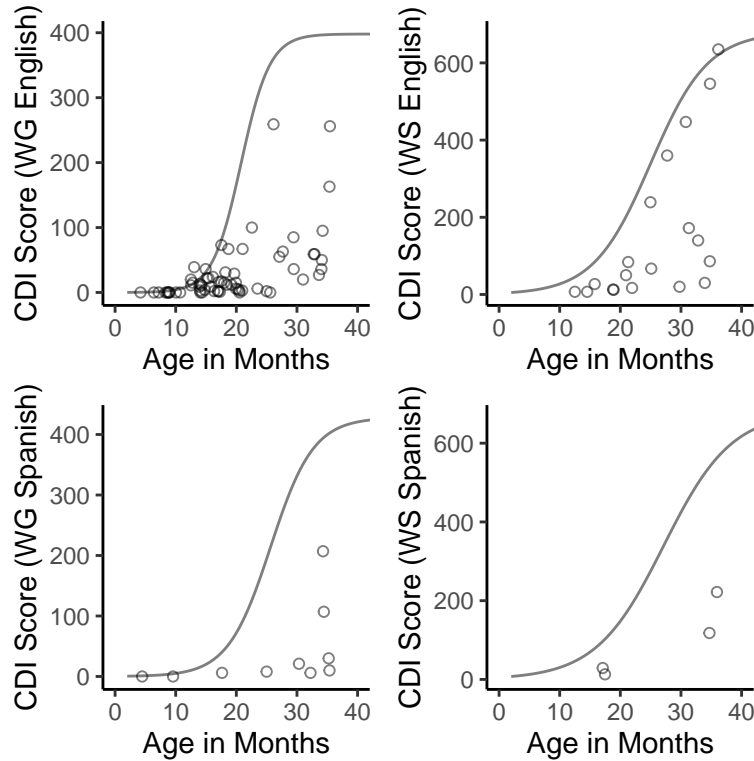 CDI Score (WG English)
400
300
200
100
0
0 10 20 30 40
Age in Months
CDI Score (WS English)
600
400
200
0
0 10 20 30 40
Age in Months
CDI Score (WG Spanish)
400
300
200
100
0
0 10 20 30 40
Age in Months
CDI Score (WS Spanish)
600
400
200
0
0 10 20 30 40
Age in Months